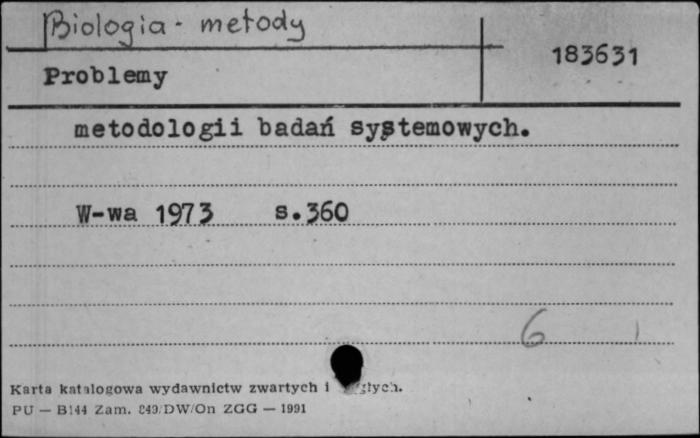 Biologia - metody
183631
Problemy
metodologii badań systemowych.
W-wa 1973 s.360
6
Karta katalogowa wydawnictw zwartych i
PU — B144 Zam. 849/DW/On ZGG — 1991